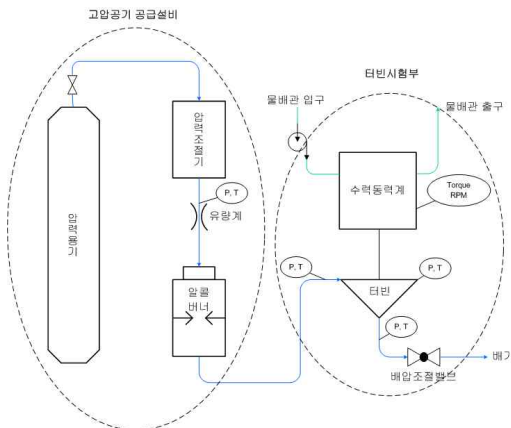 고압공기 공급설비
터빈시험부
물배관 입구
물배관 출구
압력조절기
수력동력계
Torque
RPM
P, T
유량계
압력용기
P, T
P, T
알콜
버너
터빈
P, T
배기
배압조절밸브